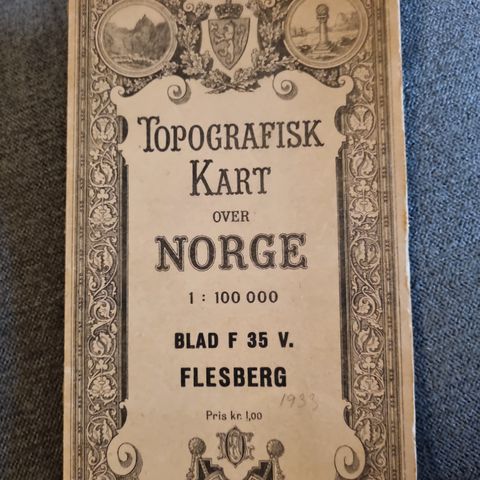 TOPOGRAFISK
KART
OVER
NORGE
1 : 100 000
BLAD F 35 V.
FLESBERG
1933
Pris kr. 1,00